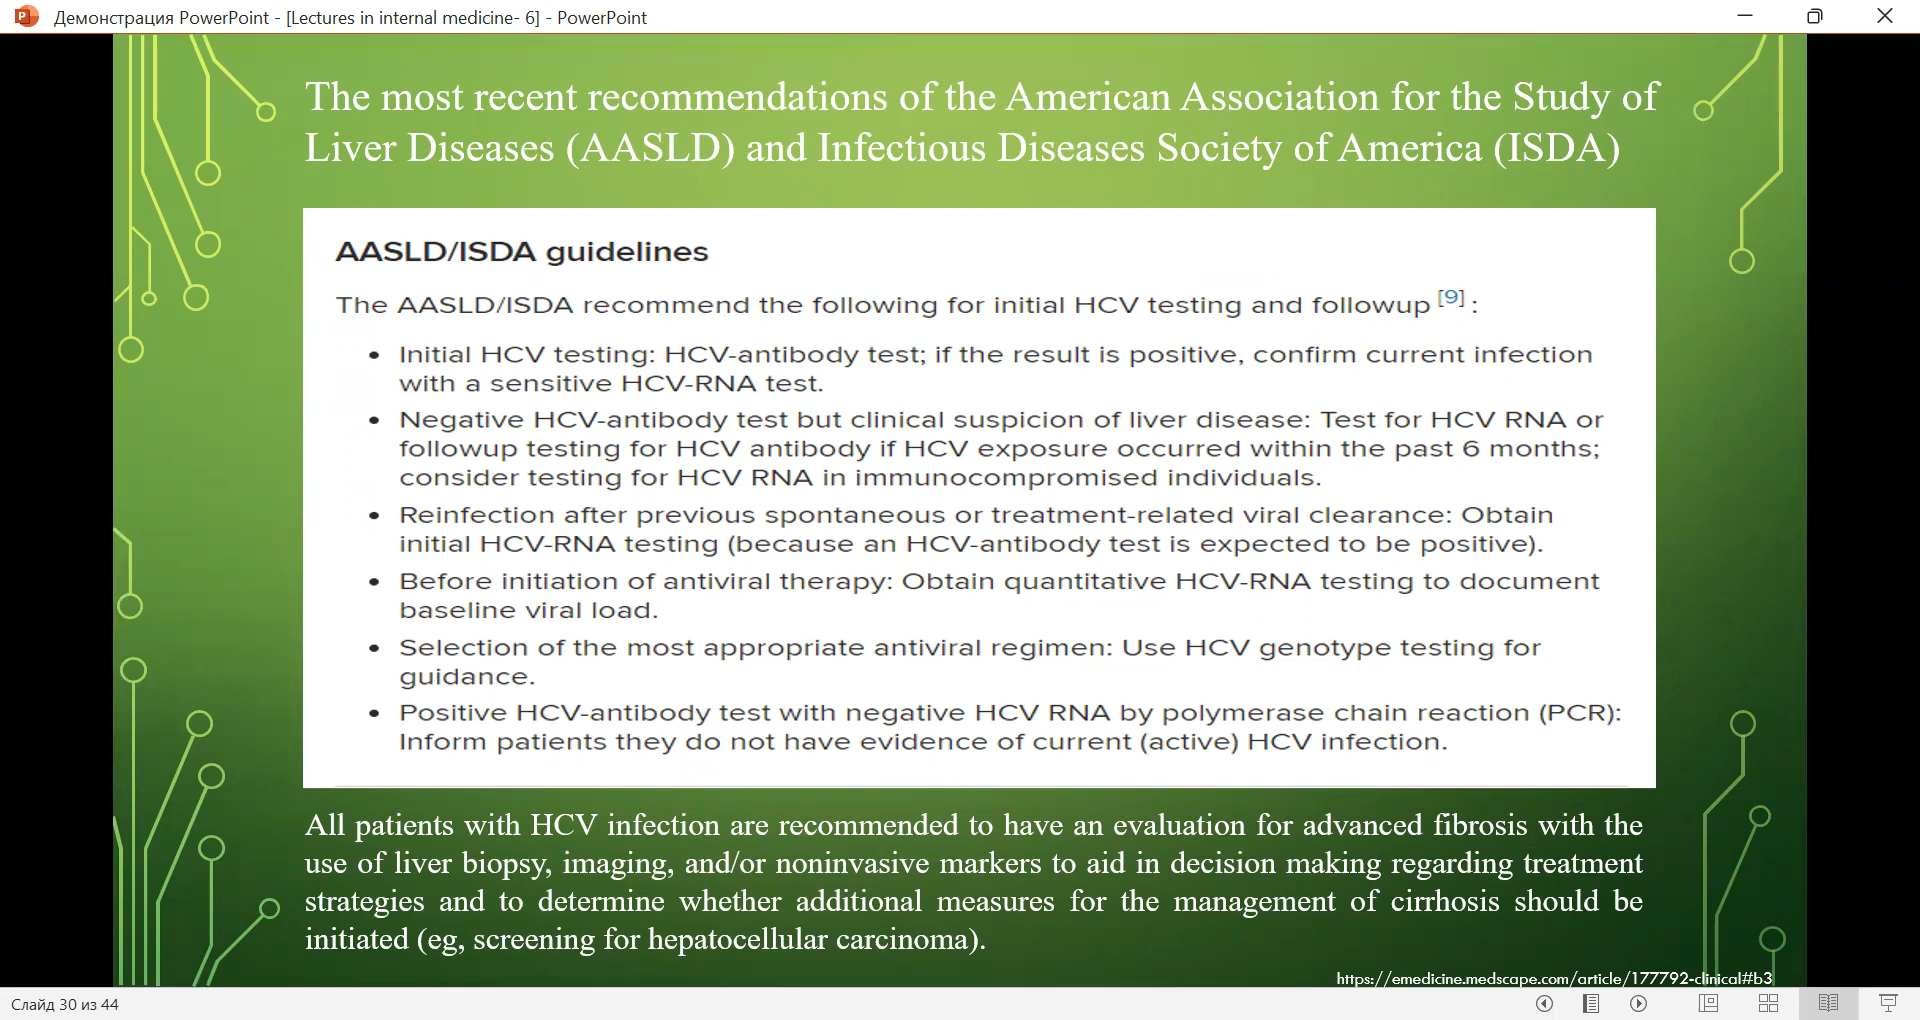 Демонстрация PowerPoint - [Lectures in internal medicine- 6] - PowerPoint
The most recent recommendations of the American Association for the Study of
Liver Diseases (AASLD) and Infectious Diseases Society of America (ISDA)
AASLD/ISDA guidelines
The AASLD/ISDA recommend the following for initial HCV testing and followup [9] :
• Initial HCV testing: HCV-antibody test; if the result is positive, confirm current infection
with a sensitive HCV-RNA test.
• Negative HCV-antibody test but clinical suspicion of liver disease: Test for HCV RNA or
followup testing for HCV antibody if HCV exposure occurred within the past 6 months;
consider testing for HCV RNA in immunocompromised individuals.
• Reinfection after previous spontaneous or treatment-related viral clearance: Obtain
initial HCV-RNA testing (because an HCV-antibody test is expected to be positive).
• Before initiation of antiviral therapy: Obtain quantitative HCV-RNA testing to document
baseline viral load.
• Selection of the most appropriate antiviral regimen: Use HCV genotype testing for
guidance.
• Positive HCV-antibody test with negative HCV RNA by polymerase chain reaction (PCR):
Inform patients they do not have evidence of current (active) HCV infection.
All patients with HCV infection are recommended to have an evaluation for advanced fibrosis with the
use of liver biopsy, imaging, and/or noninvasive markers to aid in decision making regarding treatment
strategies and to determine whether additional measures for the management of cirrhosis should be
initiated (eg, screening for hepatocellular carcinoma).
https://emedicine.medscape.com/article/177792-clinical#b3
Слайд 30 из 44